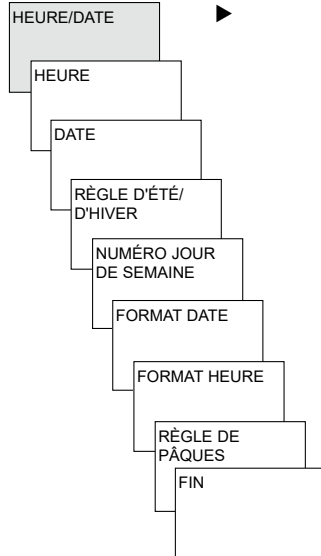 HEURE/DATE
HEURE
DATE
RÈGLE D'ÉTÉ/
D'HIVER
NUMÉRO JOUR
DE SEMAINE
FORMAT DATE
FORMAT HEURE
RÈGLE DE
PÂQUES
FIN